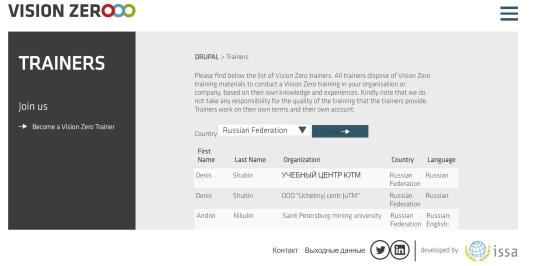 VISION ZERO
TRAINERS
Join us
Become a Vision Zero Trainer
DRUPAL > Trainers
Please find below the list of Vision Zero trainers. All trainers dispose of Vision Zero
training materials to conduct a Vision Zero training in your organisation or
company, based on their own knowledge and experiences. Kindly note that we do
not take any responsibility for the quality of the training that the trainers provide.
Trainers work on their own terms and their own account.
Country Russian Federation
First Name Last Name Organization Country Language
Denis Shubin УЧЕБНЫЙ ЦЕНТР ЮТМ Russian Federation Russian
Denis Shubin OOO "Uchebnyj centr JuTM" Russian Federation Russian
Andrei Nikulin Saint Petersburg mining university Russian Federation Russian; English;
Контакт Выходные данные in developed by issa